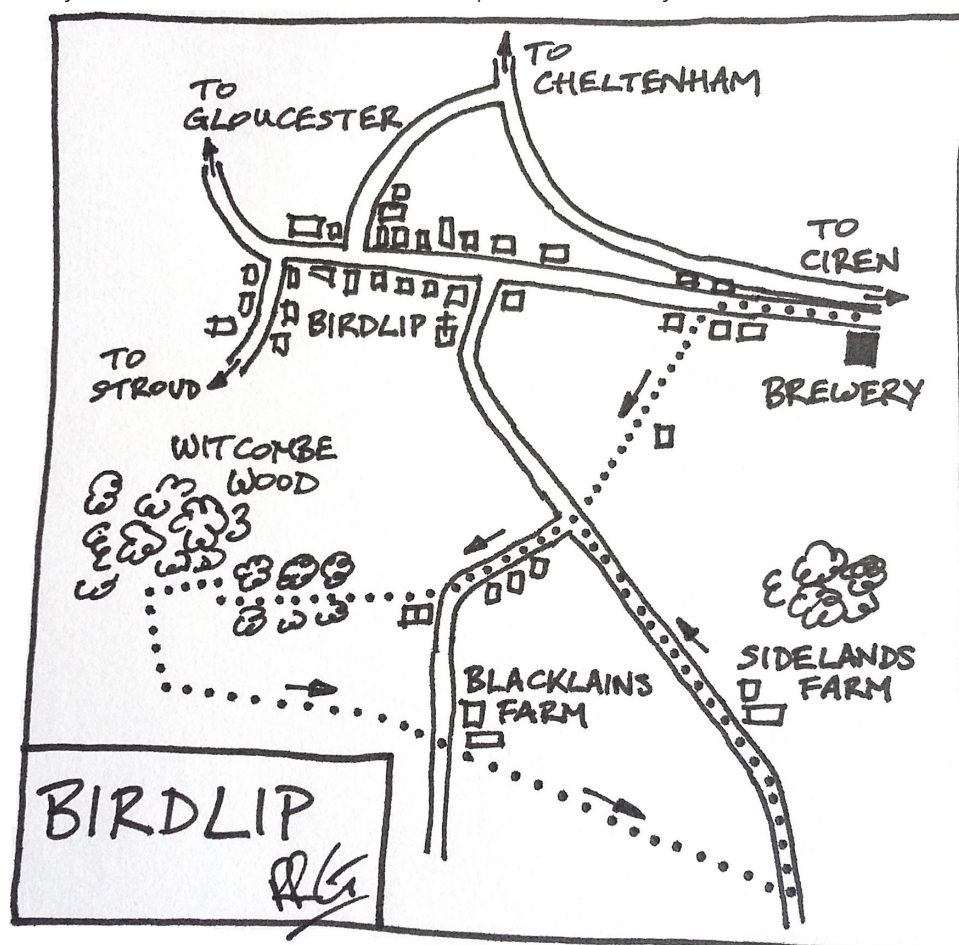 TO
CHELTENHAM
TO
GLOUCESTER
TO
CIREN
BIRDLIP
TO
STROUD
BREWERY
WITCOMBE
WOOD
SIDELANDS
FARM
BLACKLAINS
FARM
BIRDLIP